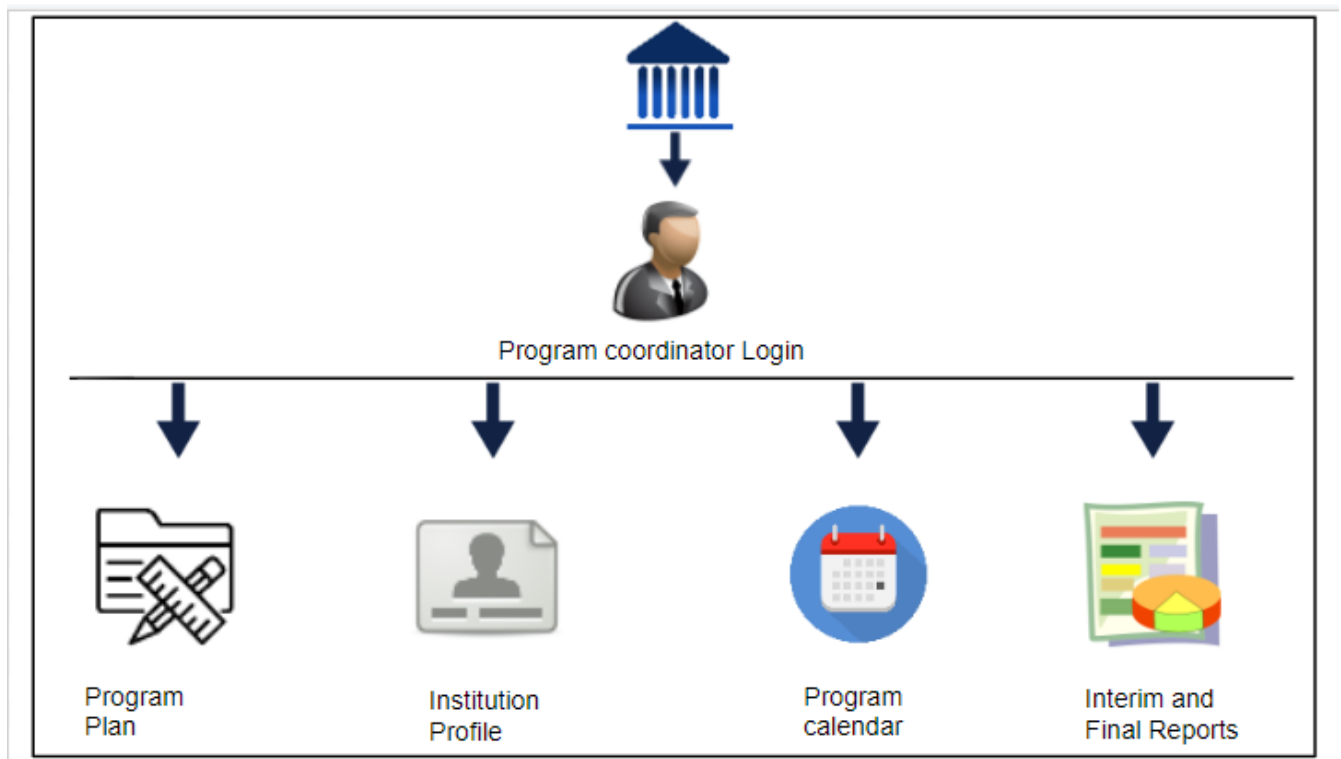 Program coordinator Login
Program
Plan
Institution
Profile
Program
calendar
Interim and
Final Reports